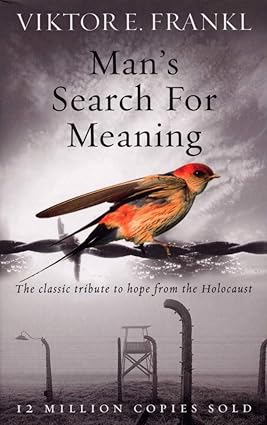 VIKTOR E. FRANKL
Man's
Search For
Meaning
The classic tribute to hope from the Holocaust
12 MILLION COPIES SOLD